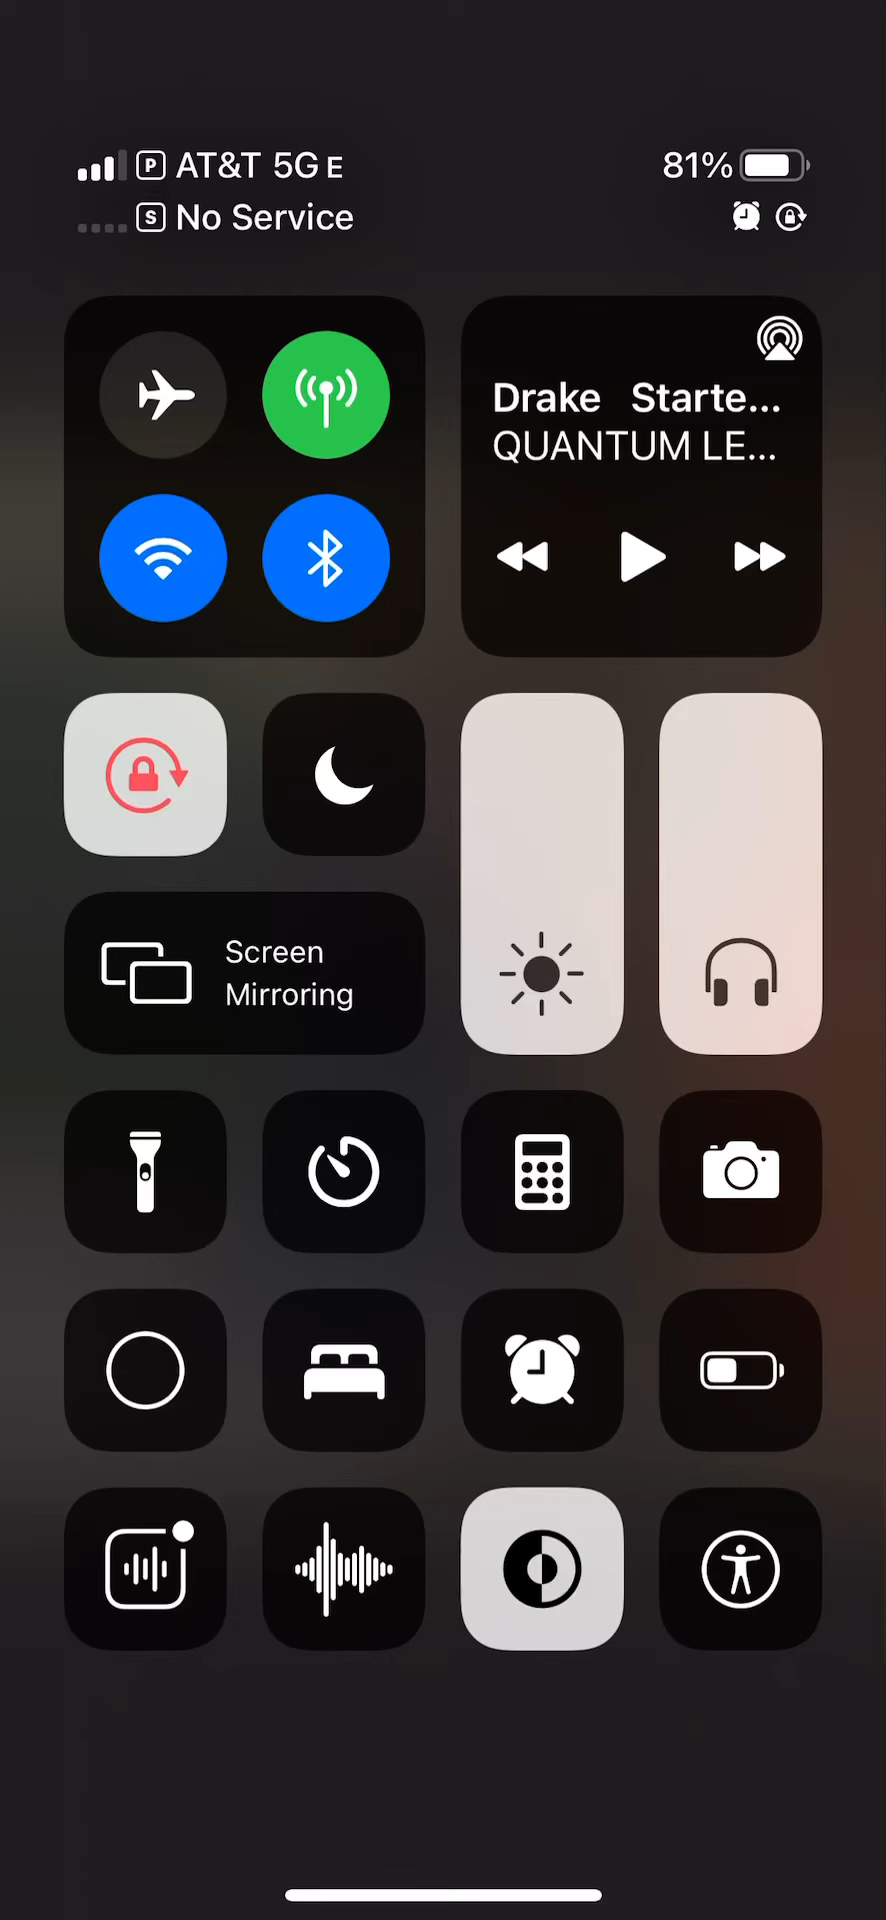 P AT&T 5G E 81%
S No Service
Drake Starte...
QUANTUM LE...
Screen
Mirroring